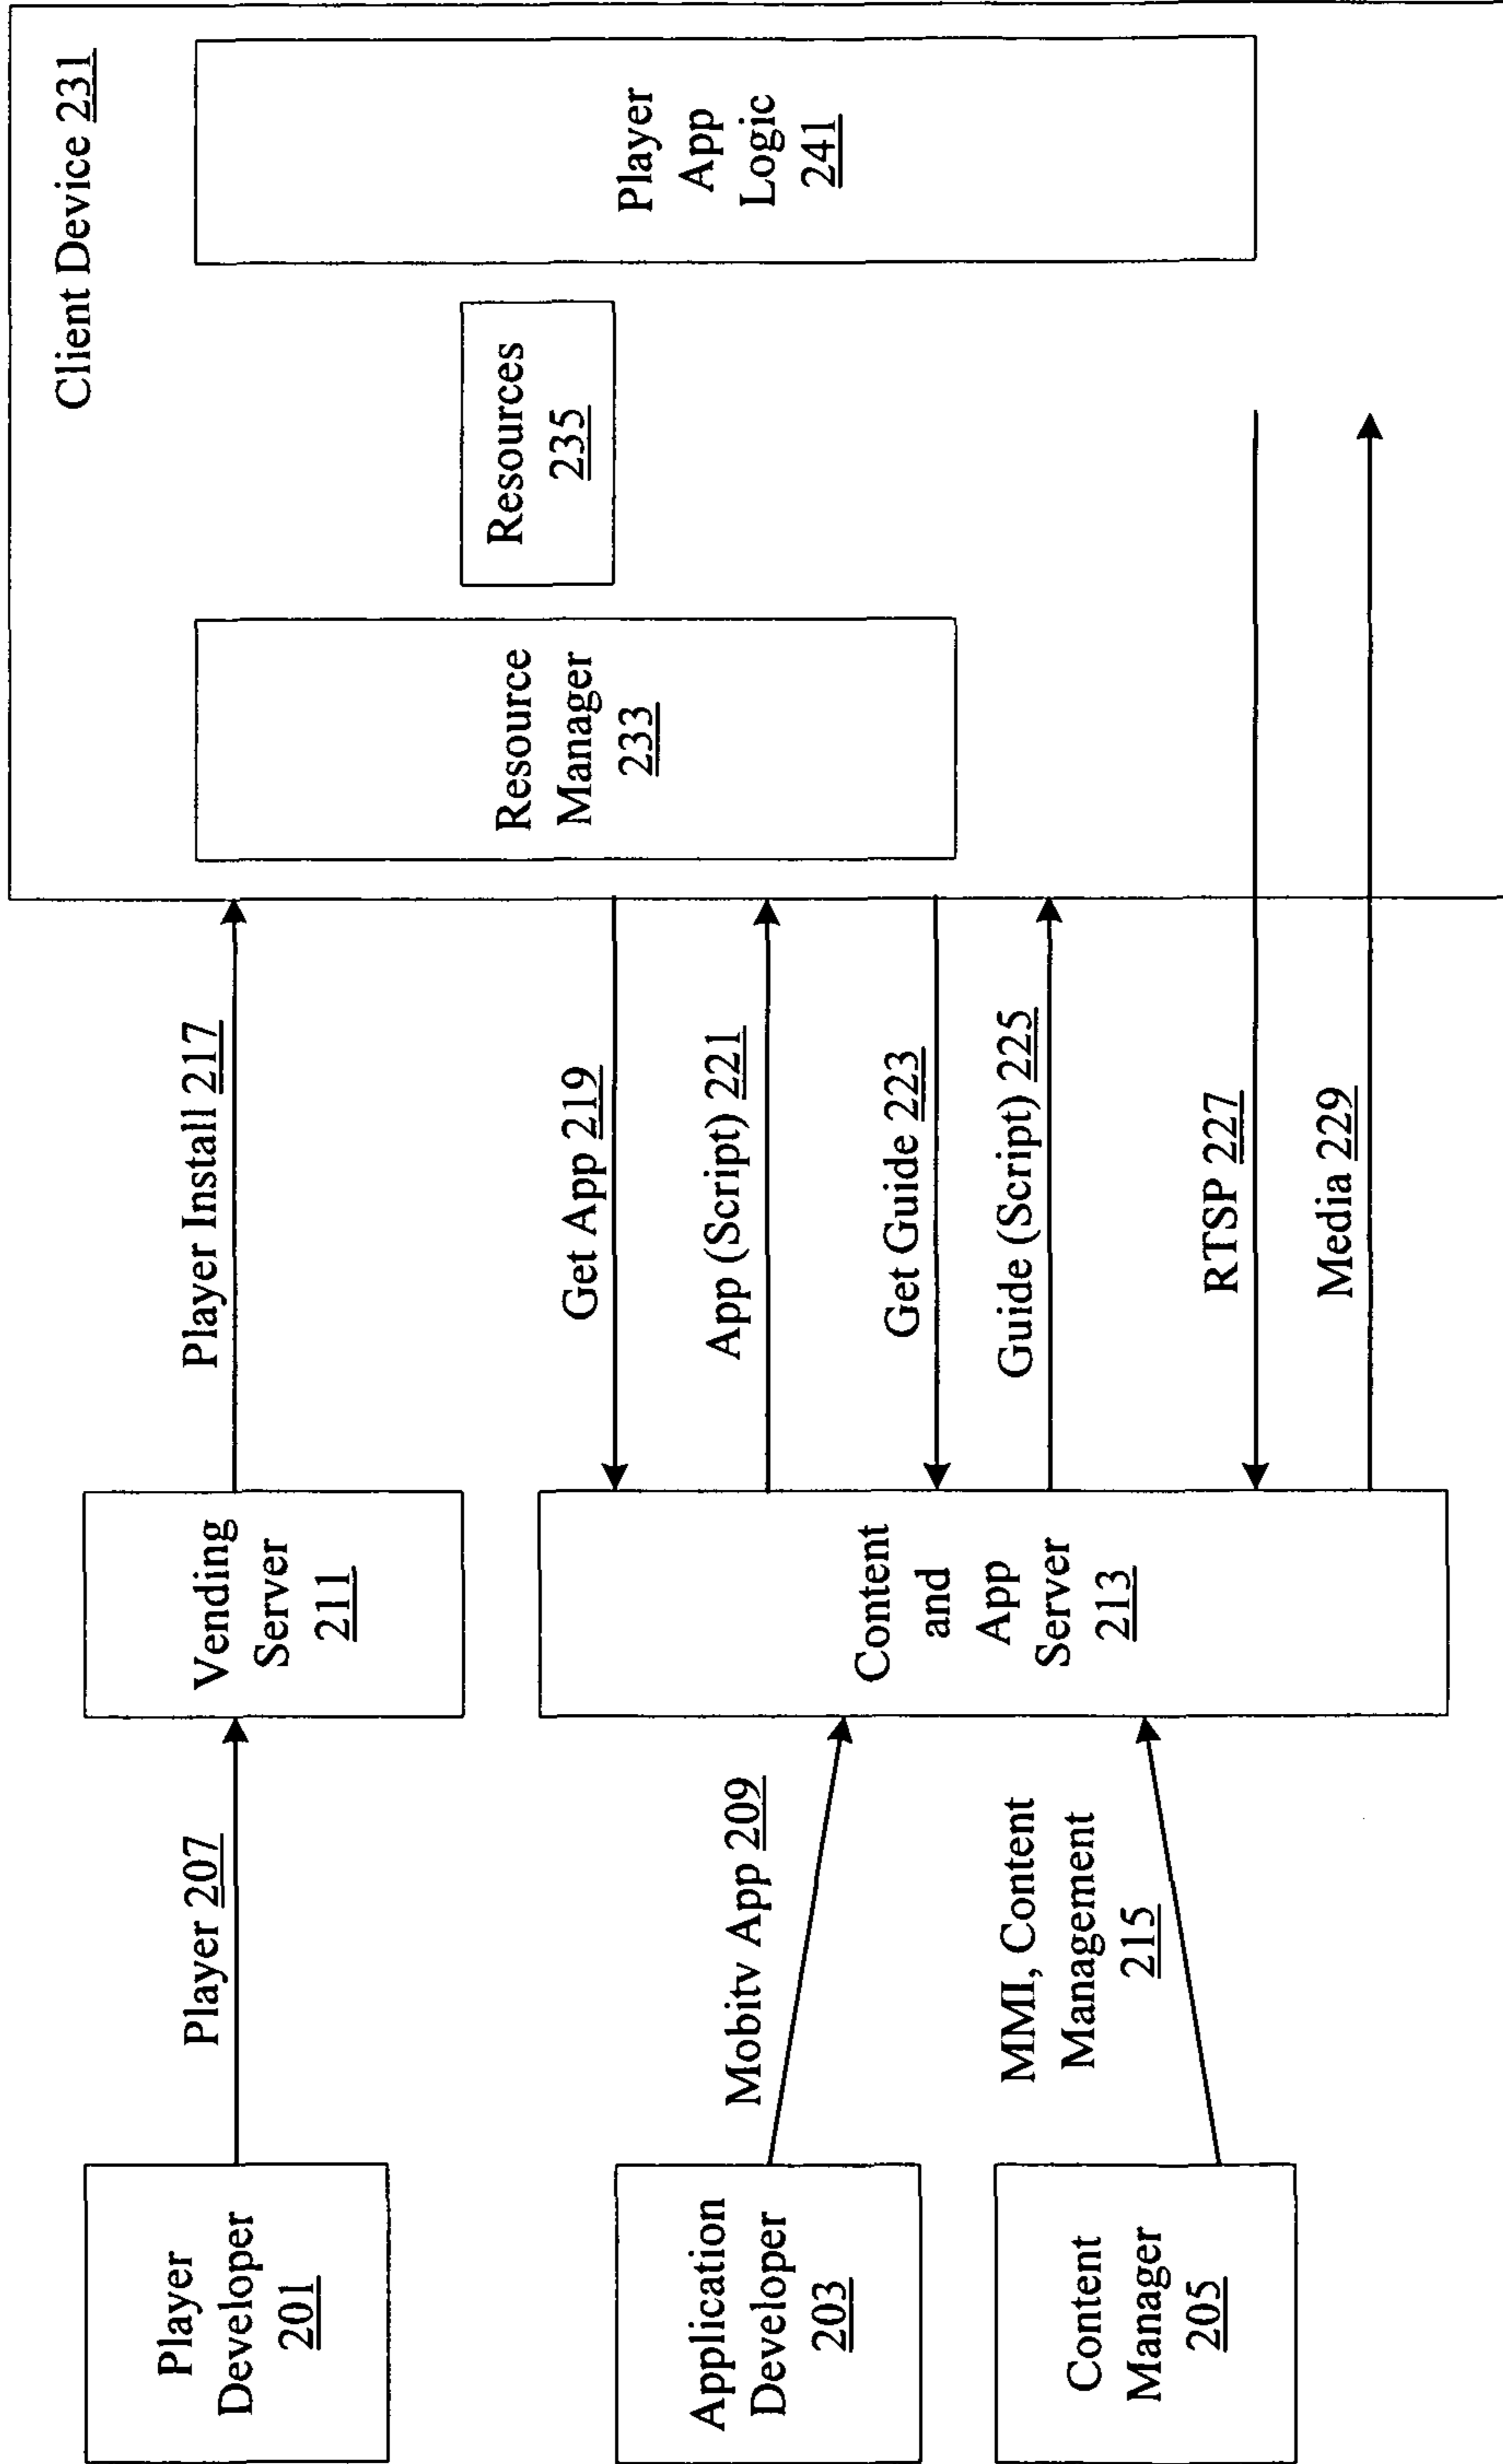 Player
Developer
201
Application
Developer
203
Content
Manager
205
Player 207
Mobitv App 209
MMI, Content
Management
215
Vending
Server
211
Content
and
App
Server
213
Player Install 217
Get App 219
App (Script) 221
Get Guide 223
Guide (Script) 225
RTSP 227
Media 229
Client Device 231
Resource
Manager
233
Resources
235
Player
App
Logic
241